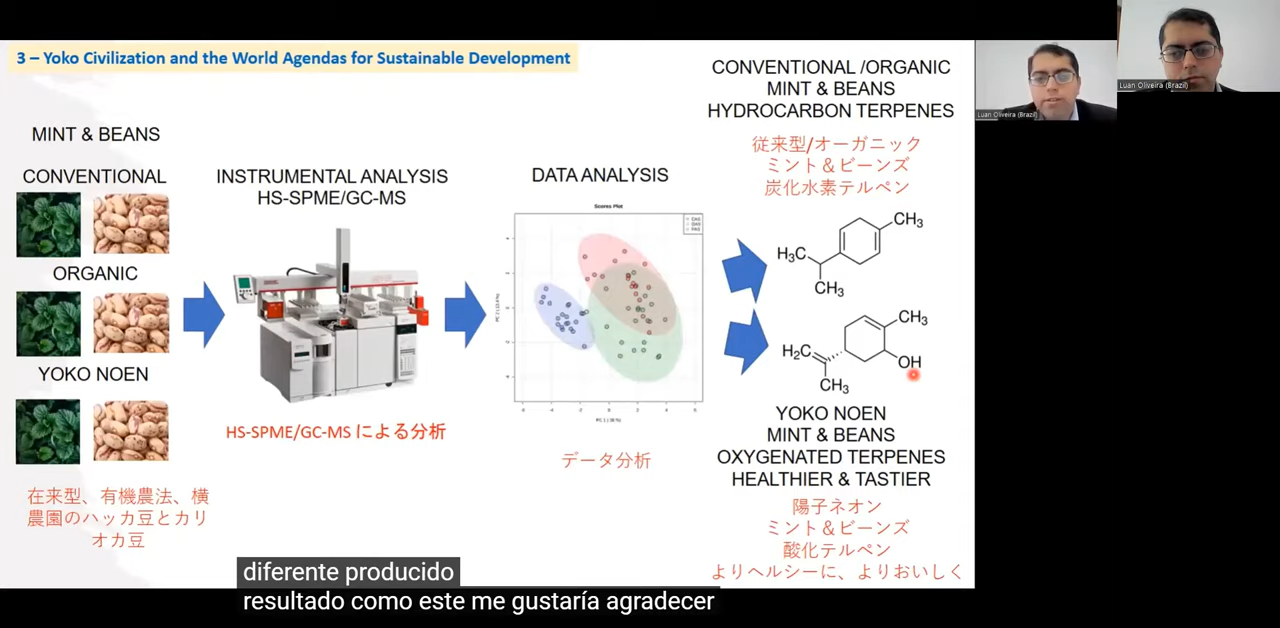 3 – Yoko Civilization and the World Agendas for Sustainable Development
Luan Oliveira (Brazil)
Luan Oliveira (Brazil)
MINT & BEANS
CONVENTIONAL
ORGANIC
YOKO NOEN
在来型、有機農法、横
農園のハッカ豆とカリ
オカ豆
INSTRUMENTAL ANALYSIS
HS-SPME/GC-MS
HS-SPME/GC-MS による分析
DATA ANALYSIS
Scores Plot
データ分析
CONVENTIONAL /ORGANIC
MINT & BEANS
HYDROCARBON TERPENES
従来型/オーガニック
ミント＆ビーンズ
炭化水素テルペン
CH₃
H₃C
CH₃
CH₃
H₂C
OH
CH₃
YOKO NOEN
MINT & BEANS
OXYGENATED TERPENES
HEALTHIER & TASTIER
陽子ネオン
ミント＆ビーンズ
酸化テルペン
よりヘルシーに、よりおいしく
diferente producido
resultado como este me gustaría agradecer